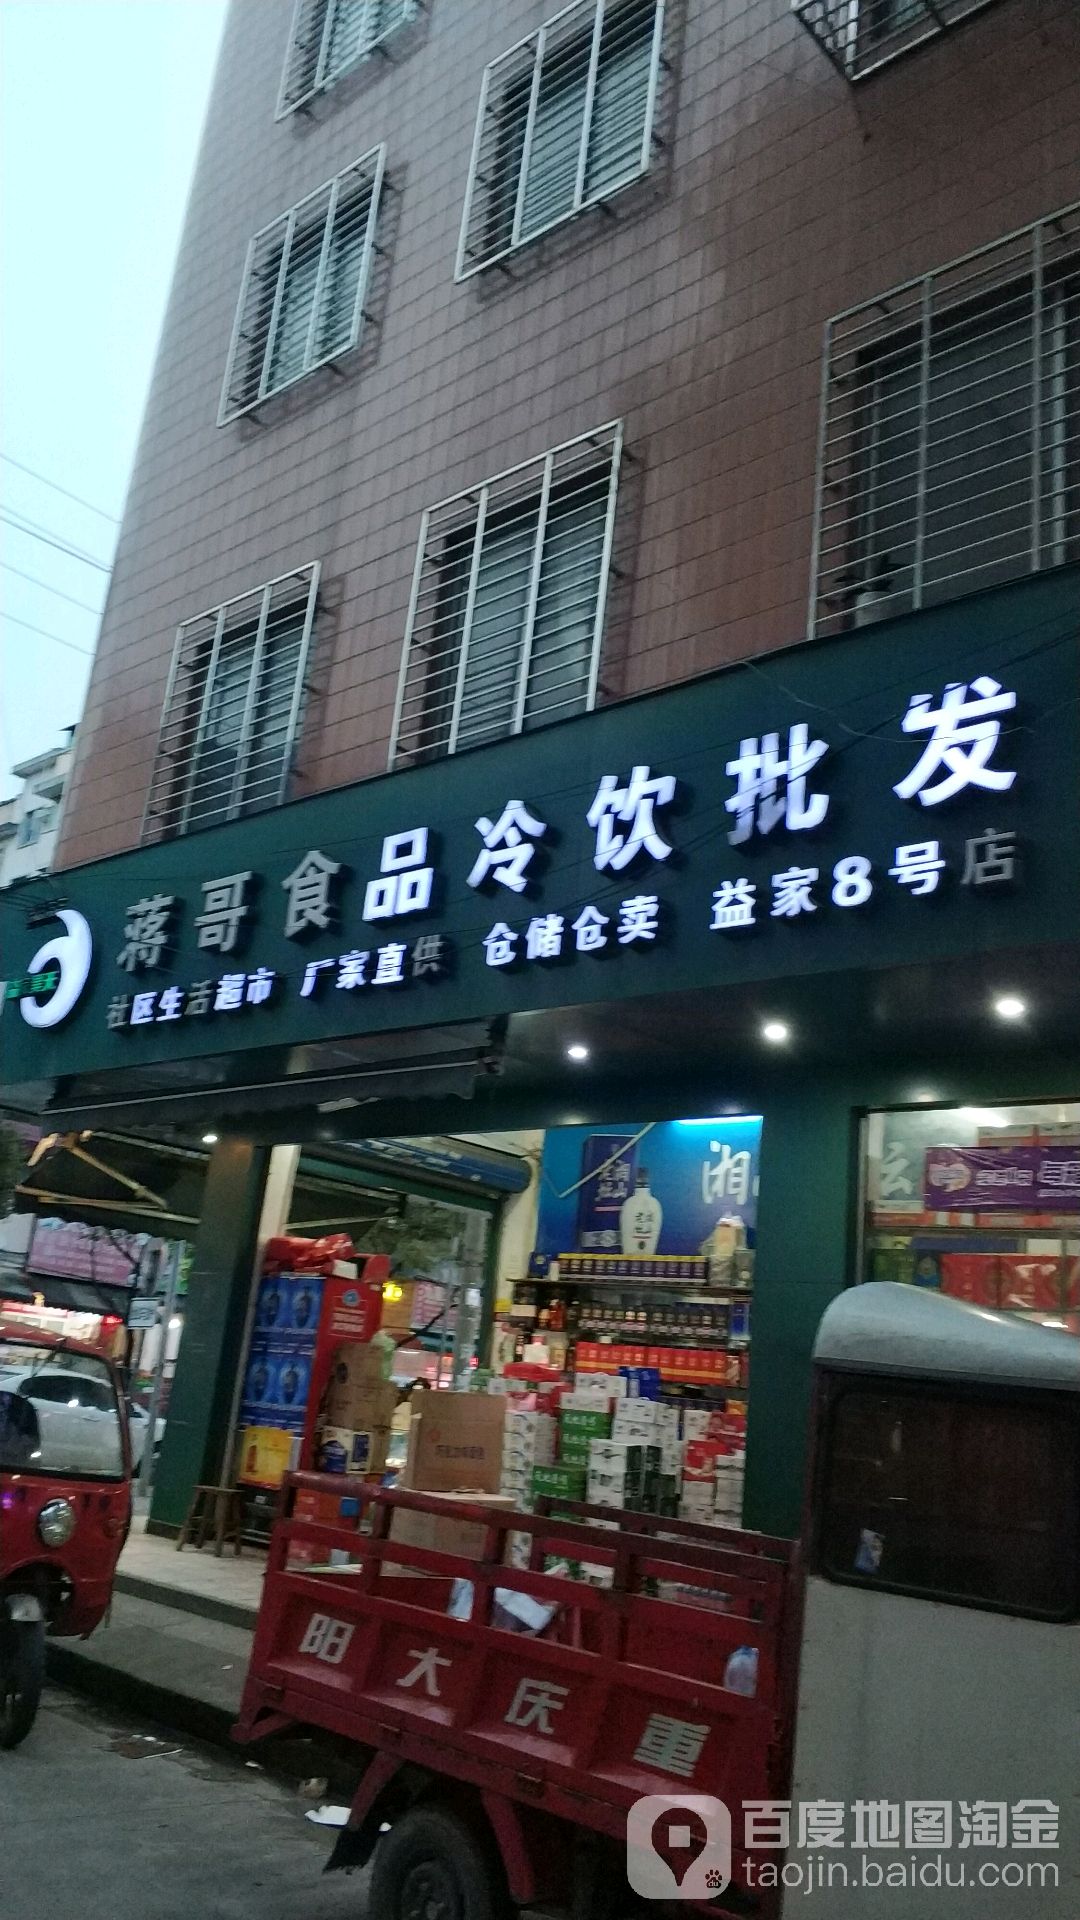 蒋哥食品冷饮批发
社区生活超市 厂家直供 仓储仓卖 益家8号店
湘
阳大庆重
百度地图淘金
taojin.baidu.com